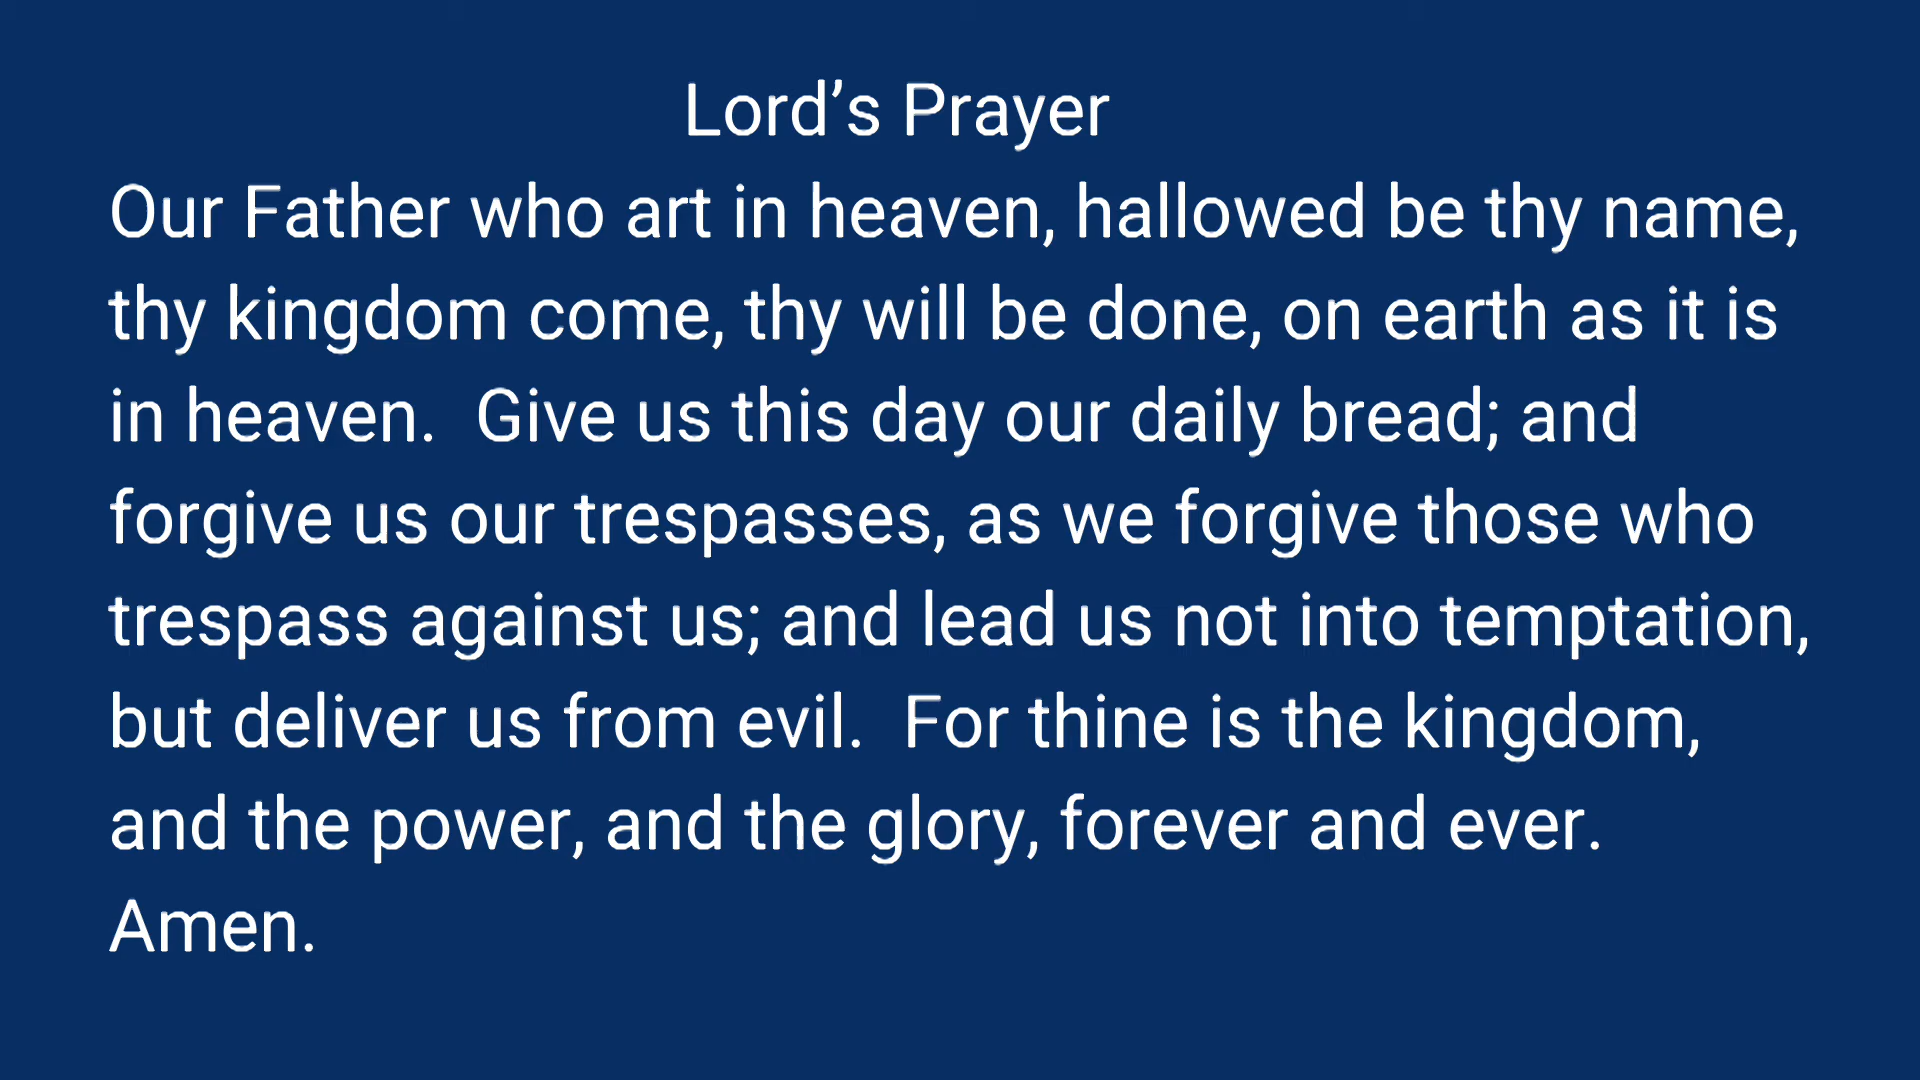 Lord’s Prayer
Our Father who art in heaven, hallowed be thy name,
thy kingdom come, thy will be done, on earth as it is
in heaven.  Give us this day our daily bread; and
forgive us our trespasses, as we forgive those who
trespass against us; and lead us not into temptation,
but deliver us from evil.  For thine is the kingdom,
and the power, and the glory, forever and ever.
Amen.